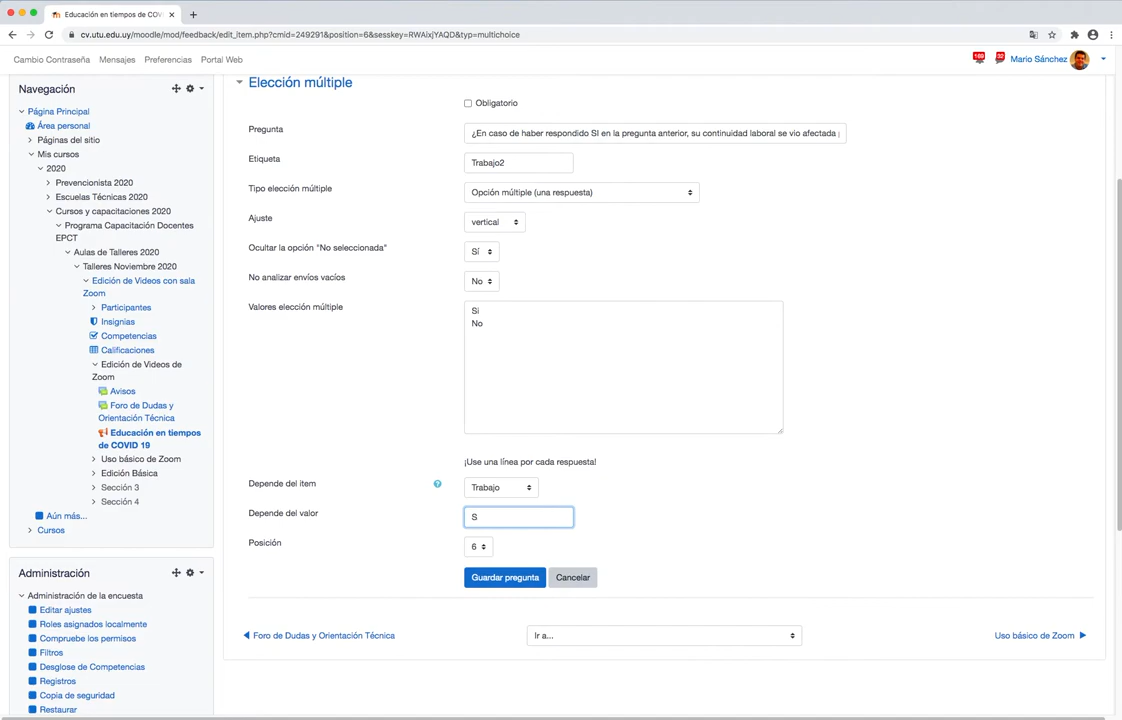 Educación en tiempos de COV
cv.utu.edu.uy/moodle/mod/feedback/edit_item.php?cmid=249291&position=6&sesskey=RWAixjYAQD&typ=multichoice
Cambio Contraseña Mensajes Preferencias Portal Web
169 32 Mario Sánchez
Navegación
Página Principal
Área personal
Páginas del sitio
Mis cursos
2020
Prevencionista 2020
Escuelas Técnicas 2020
Cursos y capacitaciones 2020
Programa Capacitación Docentes
EPCT
Aulas de Talleres 2020
Talleres Noviembre 2020
Edición de Videos con sala
Zoom
Participantes
Insignias
Competencias
Calificaciones
Edición de Videos de
Zoom
Avisos
Foro de Dudas y
Orientación Técnica
Educación en tiempos
de COVID 19
Uso básico de Zoom
Edición Básica
Sección 3
Sección 4
Aún más...
Cursos
Administración
Administración de la encuesta
Editar ajustes
Roles asignados localmente
Compruebe los permisos
Filtros
Desglose de Competencias
Registros
Copia de seguridad
Restaurar
Elección múltiple
Obligatorio
Pregunta
¿En caso de haber respondido SI en la pregunta anterior, su continuidad laboral se vio afectada
Etiqueta
Trabajo2
Tipo elección múltiple
Opción múltiple (una respuesta)
Ajuste
vertical
Ocultar la opción "No seleccionada"
Sí
No analizar envíos vacíos
No
Valores elección múltiple
Si
No
¡Use una línea por cada respuesta!
Depende del item
Trabajo
Depende del valor
S
Posición
6
Guardar pregunta Cancelar
Foro de Dudas y Orientación Técnica
Ir a...
Uso básico de Zoom